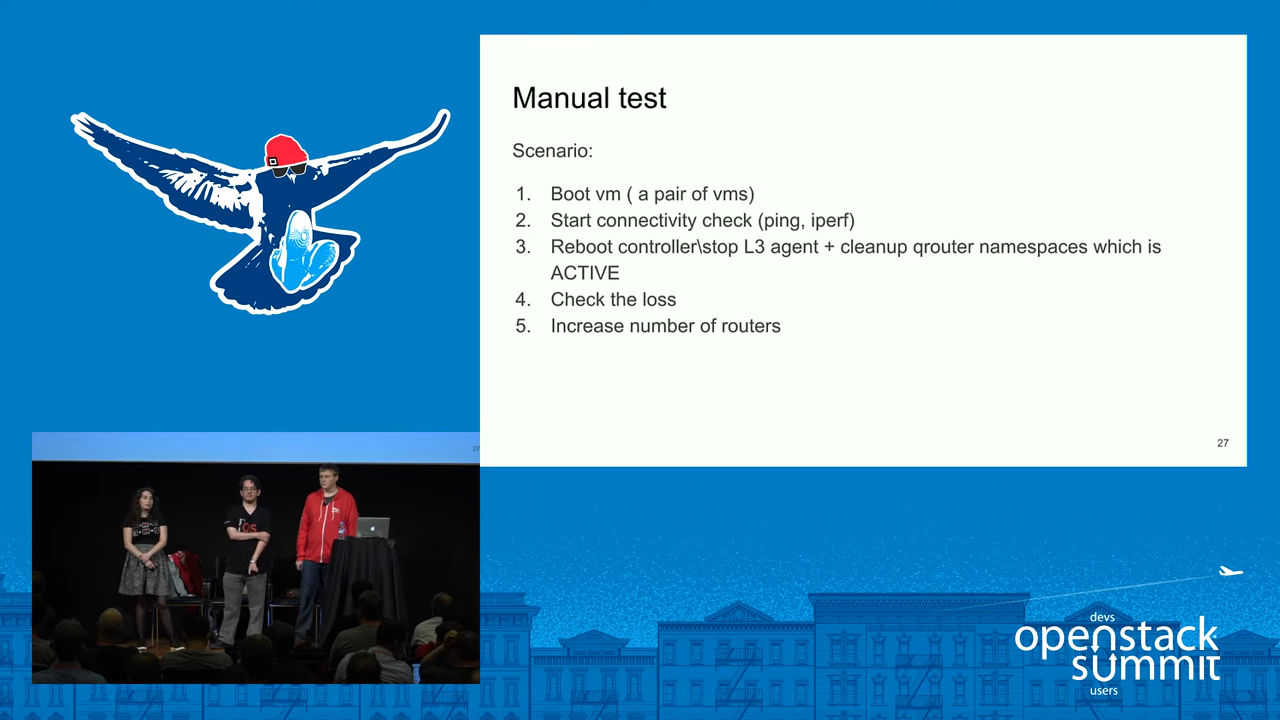 Manual test
Scenario:
1. Boot vm ( a pair of vms)
2. Start connectivity check (ping, iperf)
3. Reboot controller\stop L3 agent + cleanup qrouter namespaces which is
ACTIVE
4. Check the loss
5. Increase number of routers
27
27
OS
devs
openstack
summit
users